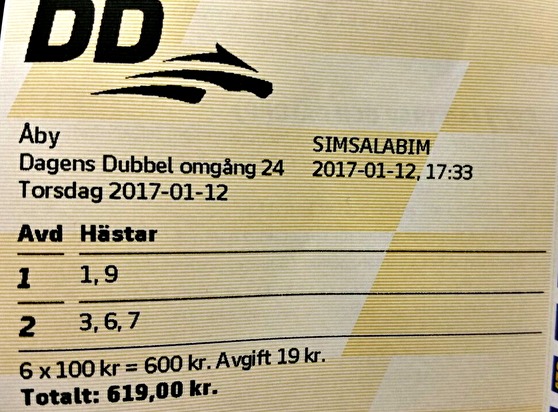 DD
Åby
Dagens Dubbel omgång 24
Torsdag 2017-01-12
SIMSALABIM
2017-01-12, 17:33
Avd Hästar
1 1, 9
2 3, 6, 7
6 x 100 kr = 600 kr. Avgift 19 kr.
Totalt: 619,00 kr.